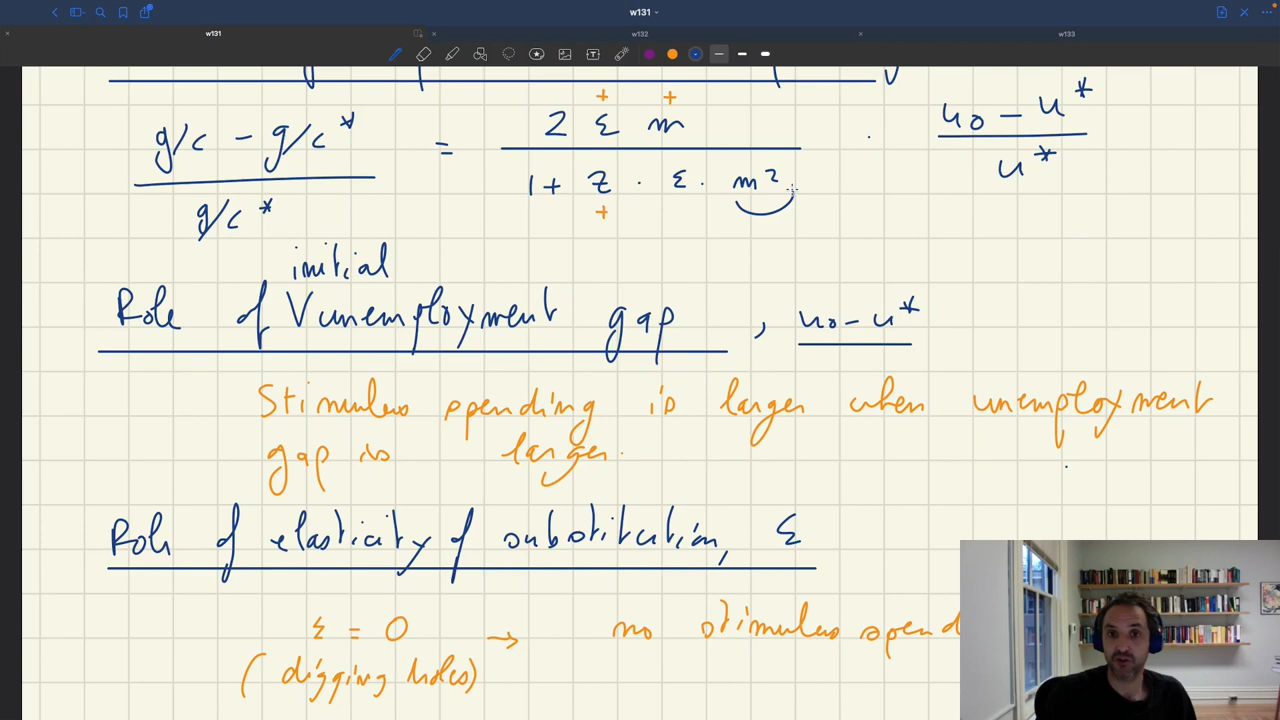 w131
w131
w132
w133
g/c - g/c* / g/c* = 2 ε m / 1 + Z · ε · m² · u0 - u* / u*
+ +
+
initial
Role of V unemployment gap, u0 - u*
Stimulus spending is larger when unemployment
gap is larger.
Role of elasticity of substitution, ε
ε = 0 → no stimulus spend
(digging holes)